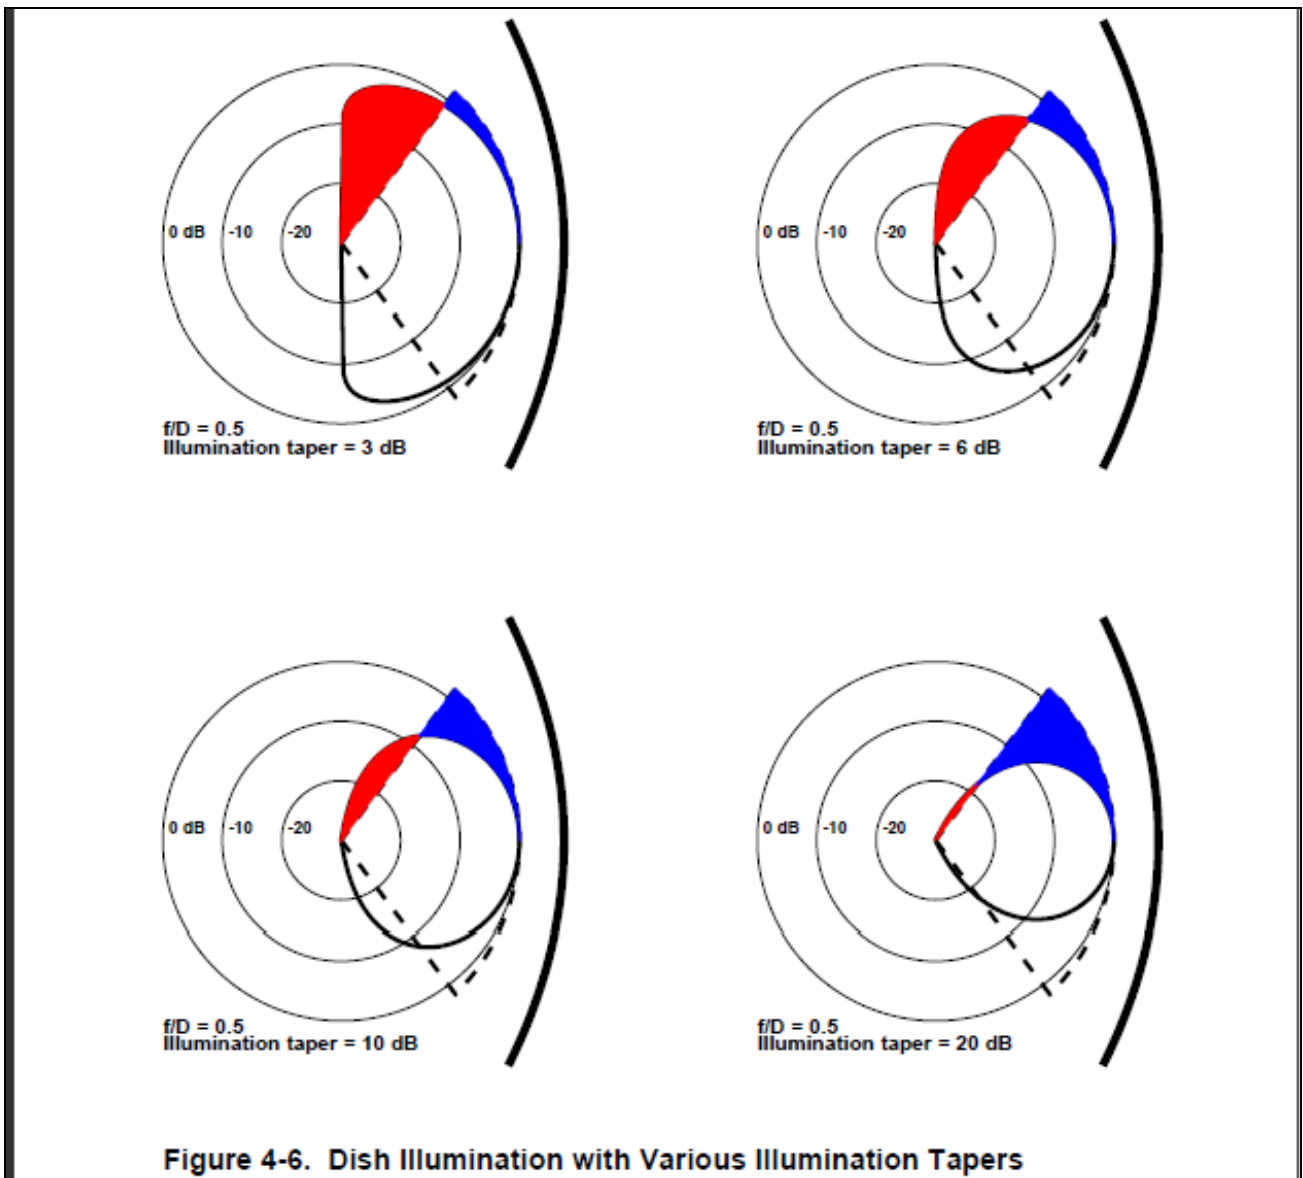 0 dB -10 -20
f/D = 0.5
Illumination taper = 3 dB
0 dB -10 -20
f/D = 0.5
Illumination taper = 6 dB
0 dB -10 -20
f/D = 0.5
Illumination taper = 10 dB
0 dB -10 -20
f/D = 0.5
Illumination taper = 20 dB
Figure 4-6. Dish Illumination with Various Illumination Tapers